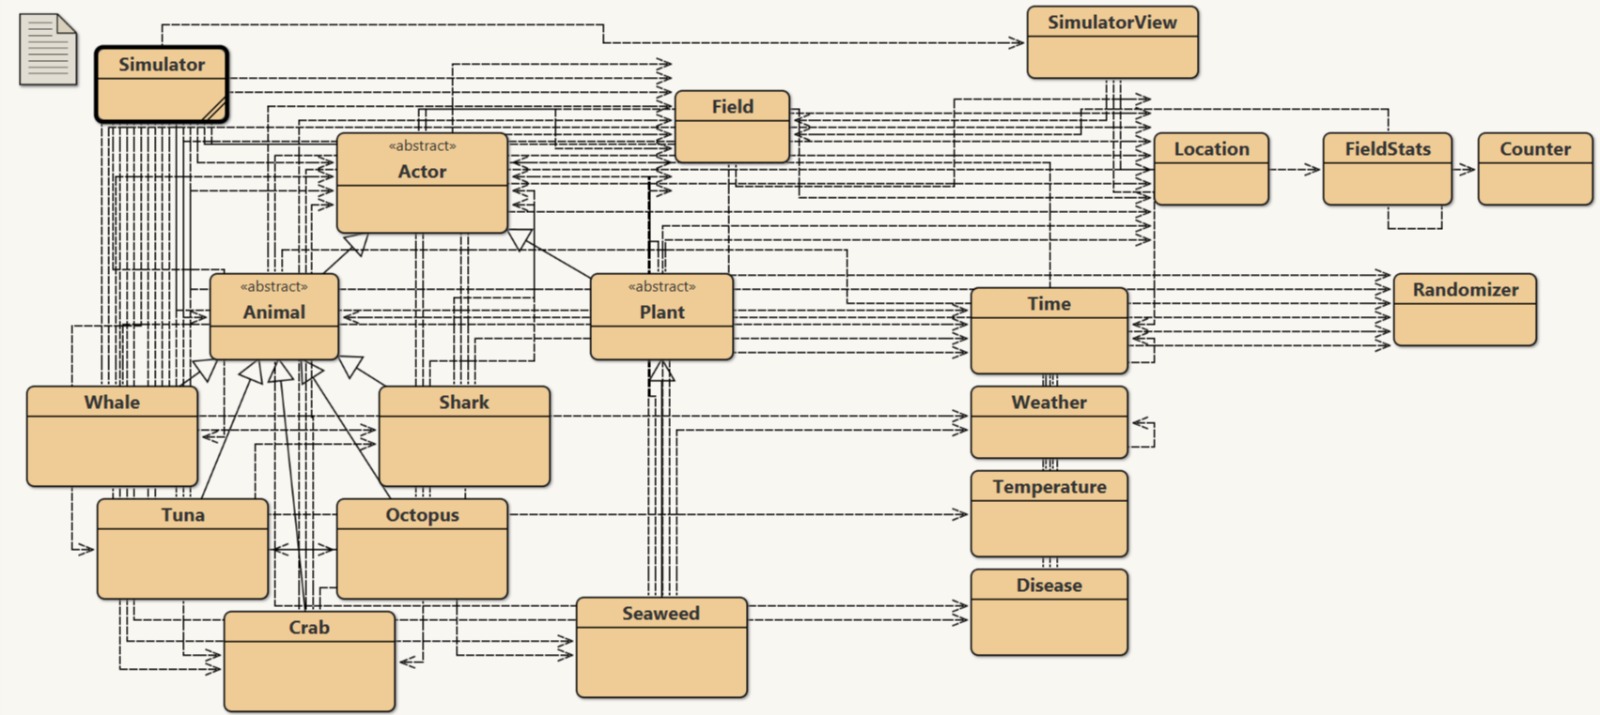 SimulatorView
Simulator
Field
«abstract»
Actor
Location
FieldStats
Counter
«abstract»
Animal
«abstract»
Plant
Time
Randomizer
Whale
Shark
Weather
Tuna
Octopus
Temperature
Disease
Crab
Seaweed